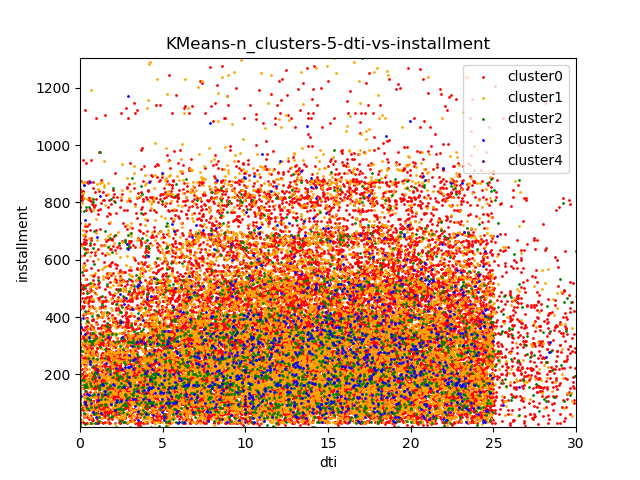 KMeans-n_clusters-5-dti-vs-installment
cluster0
cluster1
cluster2
cluster3
cluster4
1200
1000
800
600
400
200
installment
0
5
10
15
20
25
30
dti